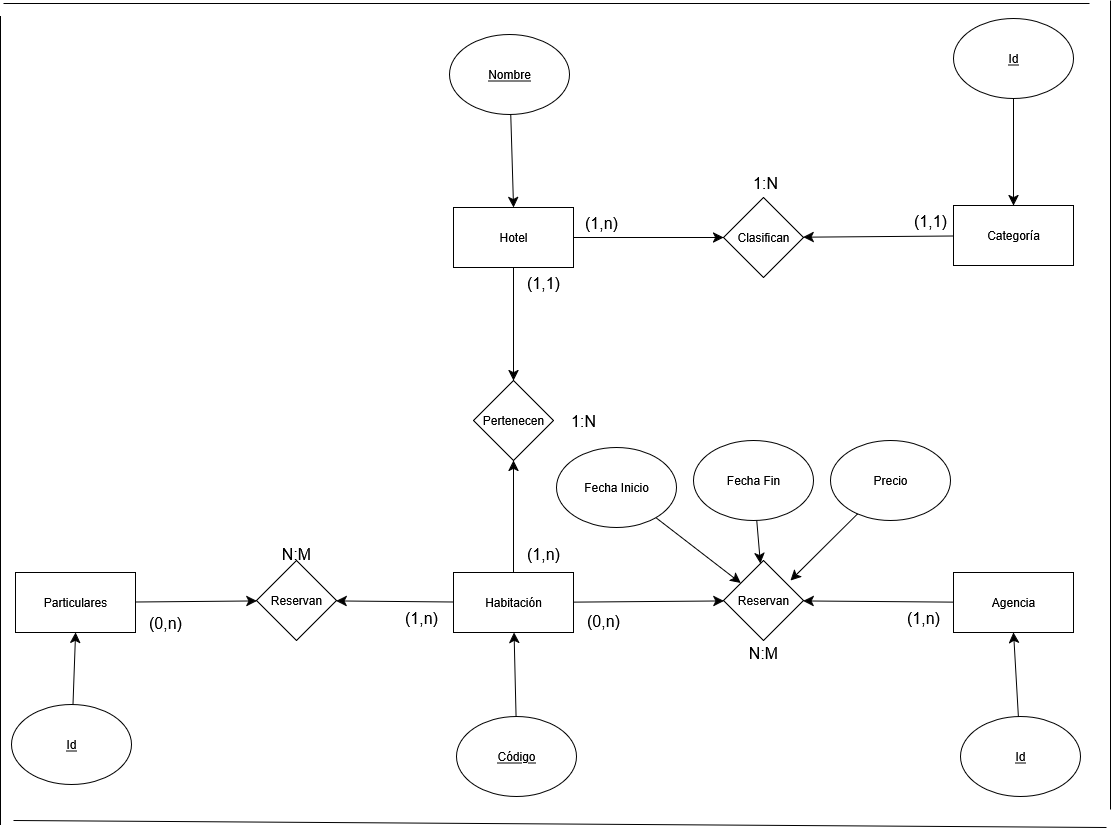 Id
Nombre
1:N
(1,n)
(1,1)
Hotel
Clasifican
Categoría
(1,1)
Pertenecen
1:N
Fecha Inicio
Fecha Fin
Precio
N:M
(1,n)
Particulares
Reservan
Habitación
Reservan
Agencia
(0,n)
(1,n)
(0,n)
(1,n)
N:M
Id
Código
Id